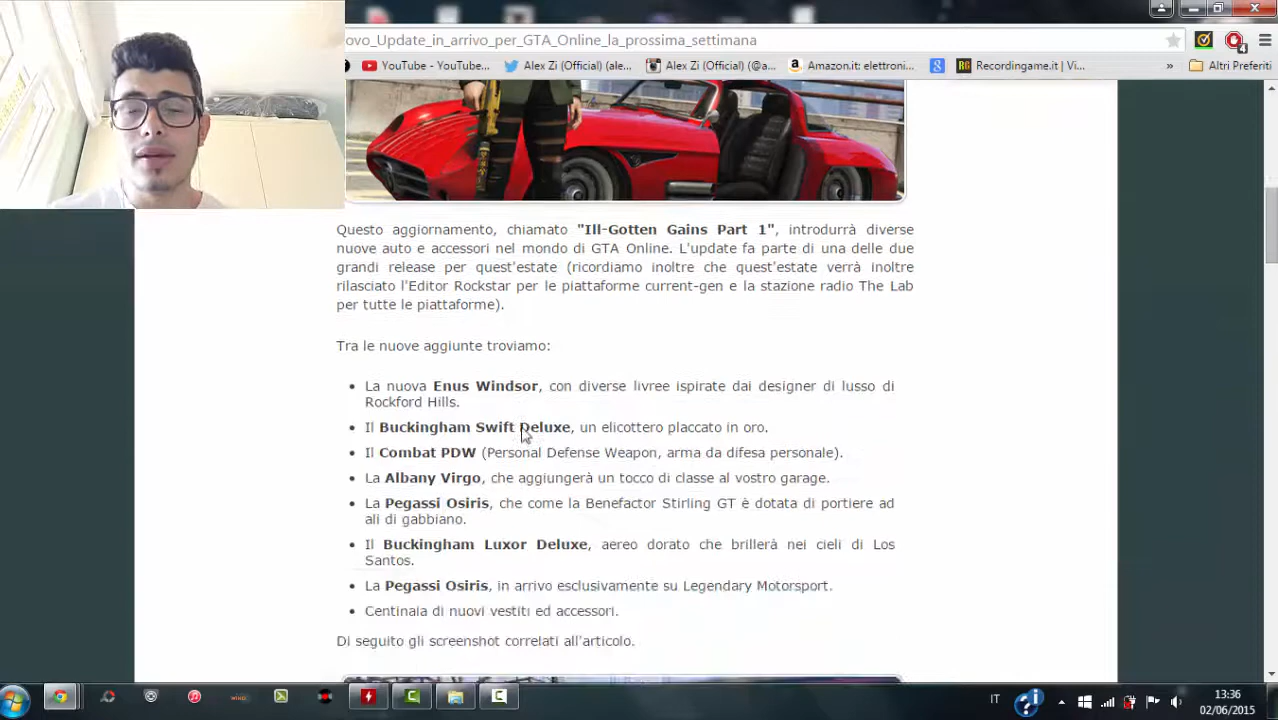 ovo_Update_in_arrivo_per_GTA_Online_la_prossima_settimana
4
YouTube - YouTube...
Alex Zi (Official) (ale...
Alex Zi (Official) (@a...
Amazon.it: elettroni...
Recordingame.it | Vi...
»
Altri Preferiti
Questo aggiornamento, chiamato "Ill-Gotten Gains Part 1", introdurrà diverse
nuove auto e accessori nel mondo di GTA Online. L'update fa parte di una delle due
grandi release per quest'estate (ricordiamo inoltre che quest'estate verrà inoltre
rilasciato l'Editor Rockstar per le piattaforme current-gen e la stazione radio The Lab
per tutte le piattaforme).
Tra le nuove aggiunte troviamo:
• La nuova Enus Windsor, con diverse livree ispirate dai designer di lusso di
Rockford Hills.
• Il Buckingham Swift Deluxe, un elicottero placcato in oro.
• Il Combat PDW (Personal Defense Weapon, arma da difesa personale).
• La Albany Virgo, che aggiungerà un tocco di classe al vostro garage.
• La Pegassi Osiris, che come la Benefactor Stirling GT è dotata di portiere ad
ali di gabbiano.
• Il Buckingham Luxor Deluxe, aereo dorato che brillerà nei cieli di Los
Santos.
• La Pegassi Osiris, in arrivo esclusivamente su Legendary Motorsport.
• Centinaia di nuovi vestiti ed accessori.
Di seguito gli screenshot correlati all'articolo.
IT
13:36
02/06/2015